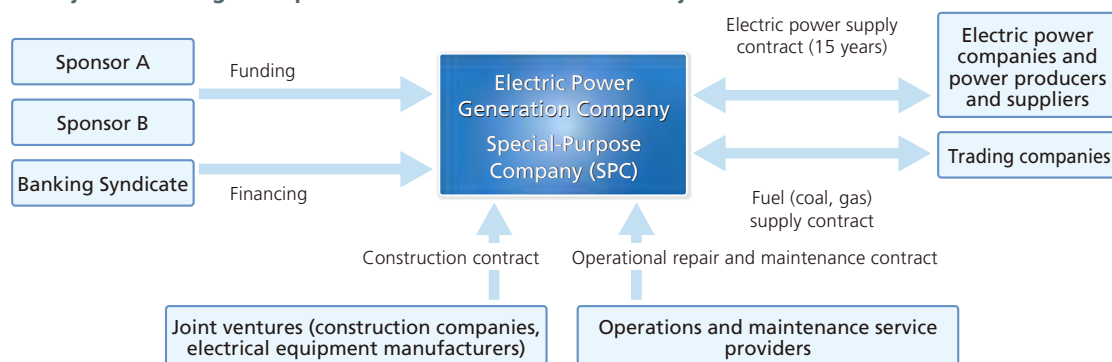 Electric power supply
contract (15 years)
Sponsor A
Funding
Sponsor B
Banking Syndicate
Financing
Electric Power
Generation Company
Special-Purpose
Company (SPC)
Electric power
companies and
power producers
and suppliers
Trading companies
Fuel (coal, gas)
supply contract
Construction contract
Operational repair and maintenance contract
Joint ventures (construction companies,
electrical equipment manufacturers)
Operations and maintenance service
providers